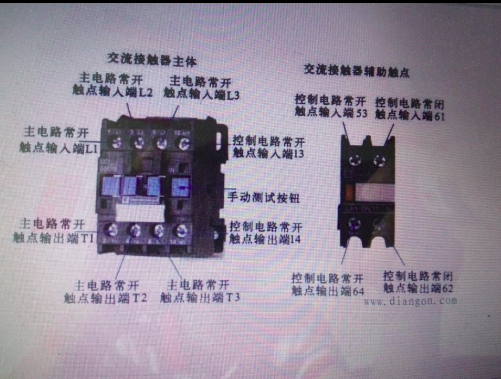 交流接触器主体
主电路常开
触点输入端L2
主电路常开
触点输入端L3
主电路常开
触点输入端L1
控制电路常开
触点输入端13
手动测试按钮
主电路常开
触点输出端T1
控制电路常开
触点输出端14
主电路常开
触点输出端T2
主电路常开
触点输出端T3
交流接触器辅助触点
控制电路常开
触点输入端53
控制电路常闭
触点输入端61
控制电路常开
触点输出端64
控制电路常闭
触点输出端62
www.diangon.com